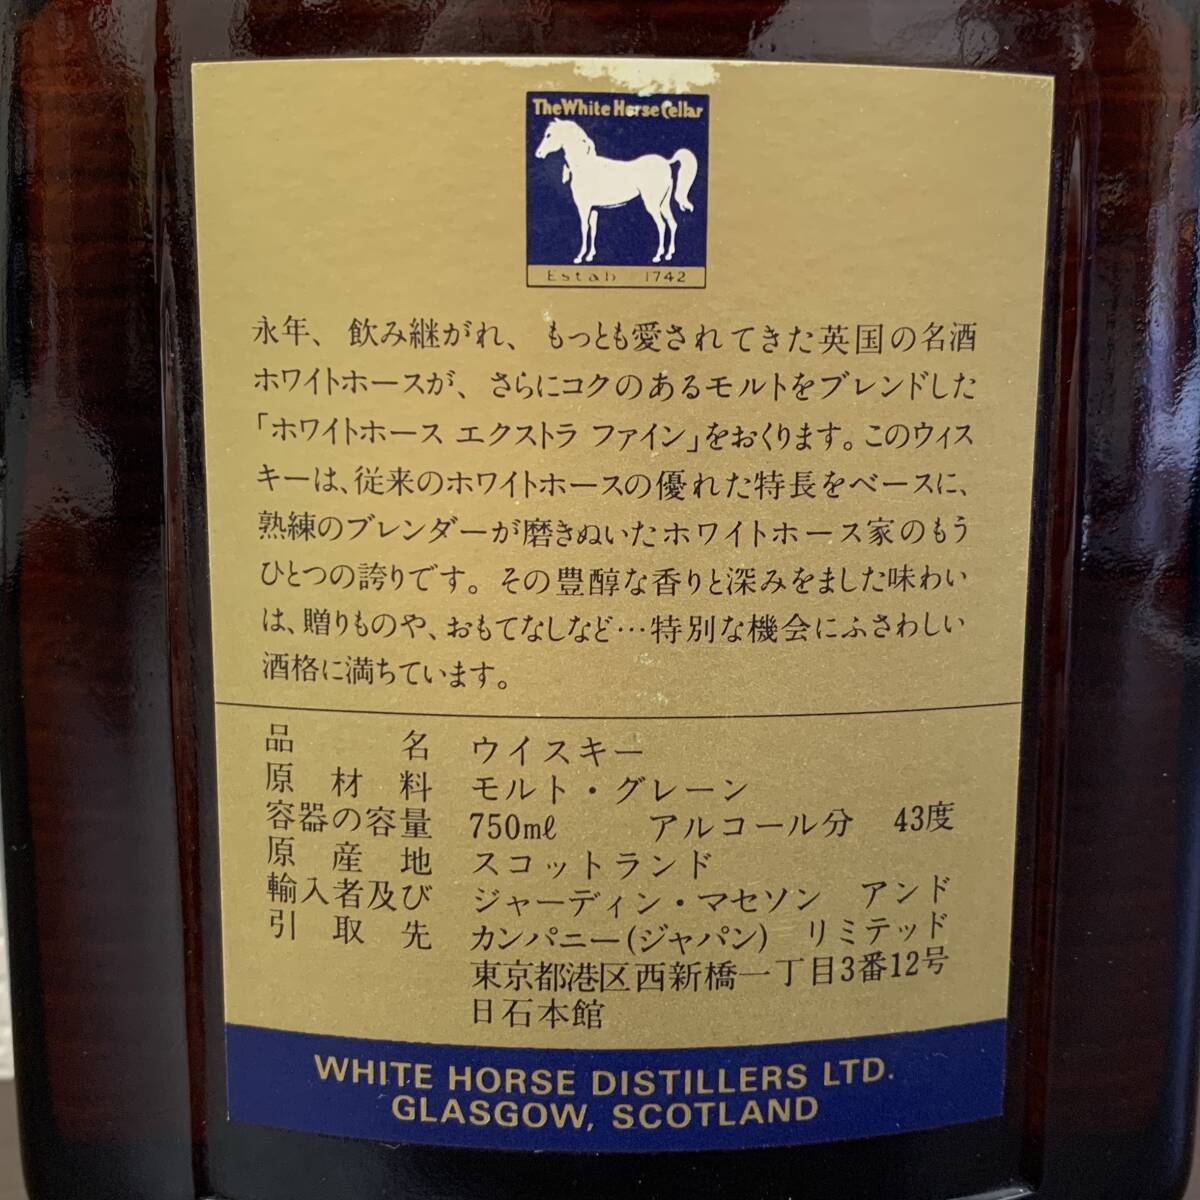 The White Horse Cellar
Estab 1742
永年、飲み継がれ、もっとも愛されてきた英国の名酒
ホワイトホースが、さらにコクのあるモルトをブレンドした
「ホワイトホース エクストラ ファイン」をおくります。このウィス
キーは、従来のホワイトホースの優れた特長をベースに、
熟練のブレンダーが磨きぬいたホワイトホース家のもう
ひとつの誇りです。その豊醇な香りと深みをました味わい
は、贈りものや、おもてなしなど…特別な機会にふさわしい
酒格に満ちています。
品名 ウイスキー
原材料 モルト・グレーン
容器の容量 750mℓ アルコール分 43度
原産地 スコットランド
輸入者及び ジャーディン・マセソン アンド
引取先 カンパニー(ジャパン) リミテッド
東京都港区西新橋一丁目3番12号
日石本館
WHITE HORSE DISTILLERS LTD.
GLASGOW, SCOTLAND